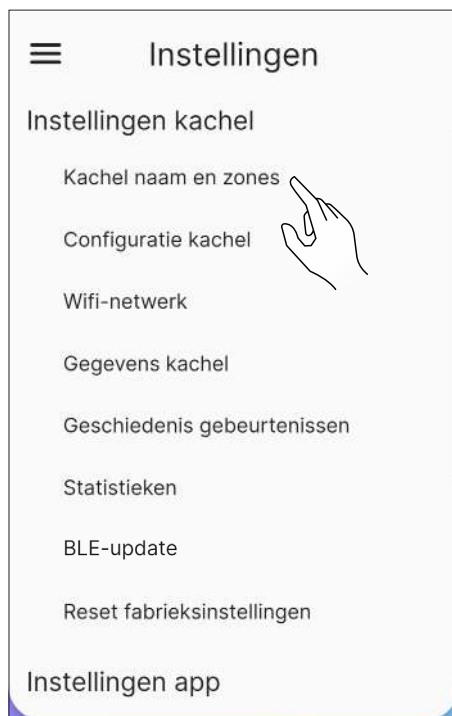 Instellingen
Instellingen kachel
Kachel naam en zones
Configuratie kachel
Wifi-netwerk
Gegevens kachel
Geschiedenis gebeurtenissen
Statistieken
BLE-update
Reset fabrieksinstellingen
Instellingen app